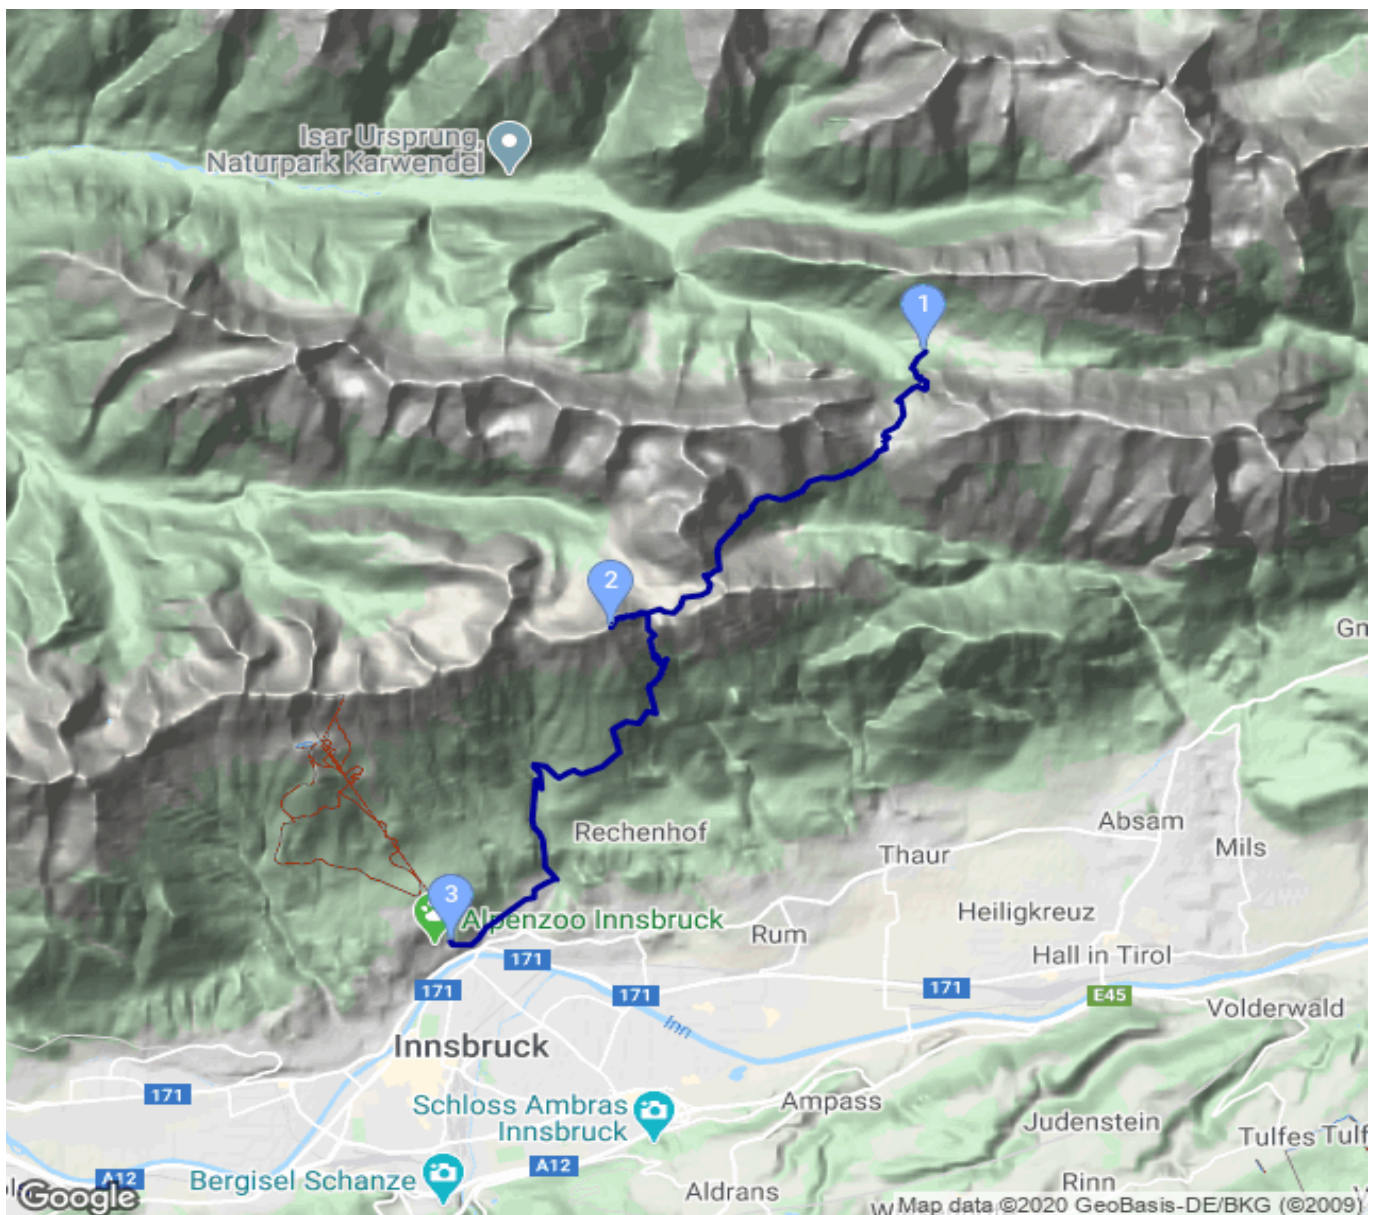 Isar Ursprung,
Naturpark Karwendel
1
2
Gn
Rechenhof
Absam
Mils
Thaur
3
Alpenzoo Innsbruck
Heiligkreuz
Rum
Hall in Tirol
171
171
171
171
E45
Volderwald
Inn
Innsbruck
171
Schloss Ambras
Innsbruck
Ampass
Judenstein
Tulfes
Tulf
A12
A12
Bergisel Schanze
Aldrans
Rinn
Google
Map data ©2020 GeoBasis-DE/BKG (©2009)